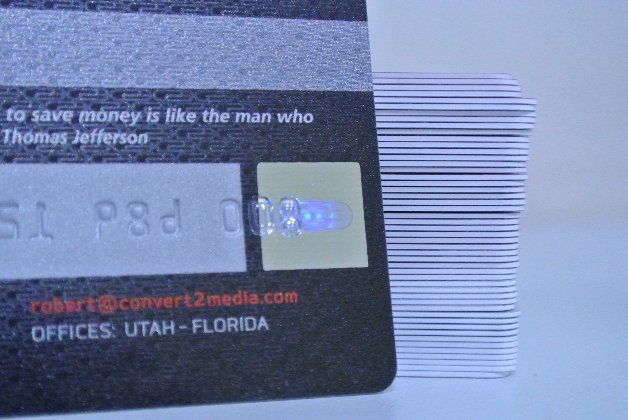 to save money is like the man who
Thomas Jefferson
robert@convert2media.com
OFFICES: UTAH - FLORIDA